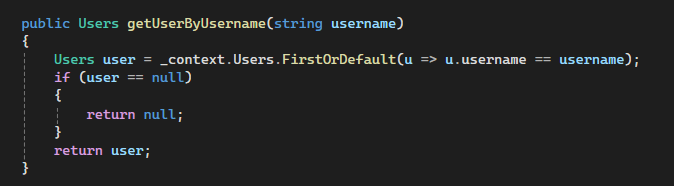 public Users getUserByUsername(string username)
{
Users user = _context.Users.FirstOrDefault(u => u.username == username);
if (user == null)
{
return null;
}
return user;
}